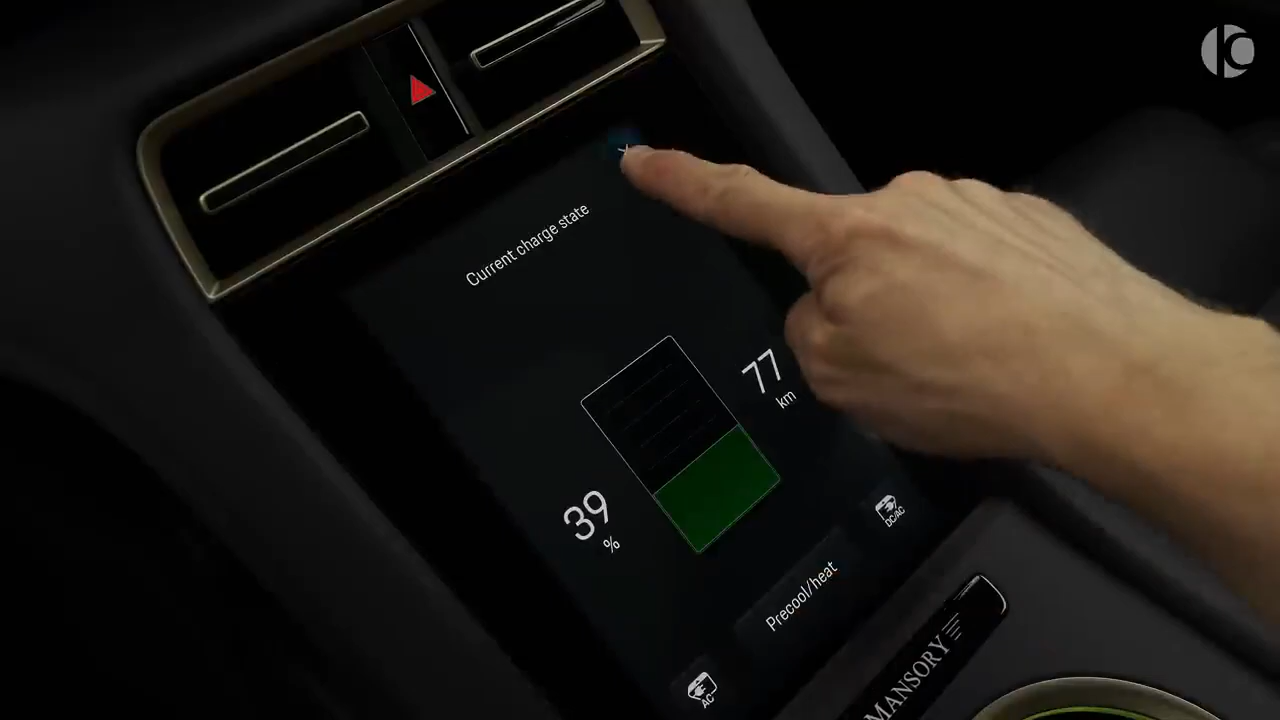 Current charge state
77
km
39
%
DC/AC
Precool/heat
AC
MANSORY